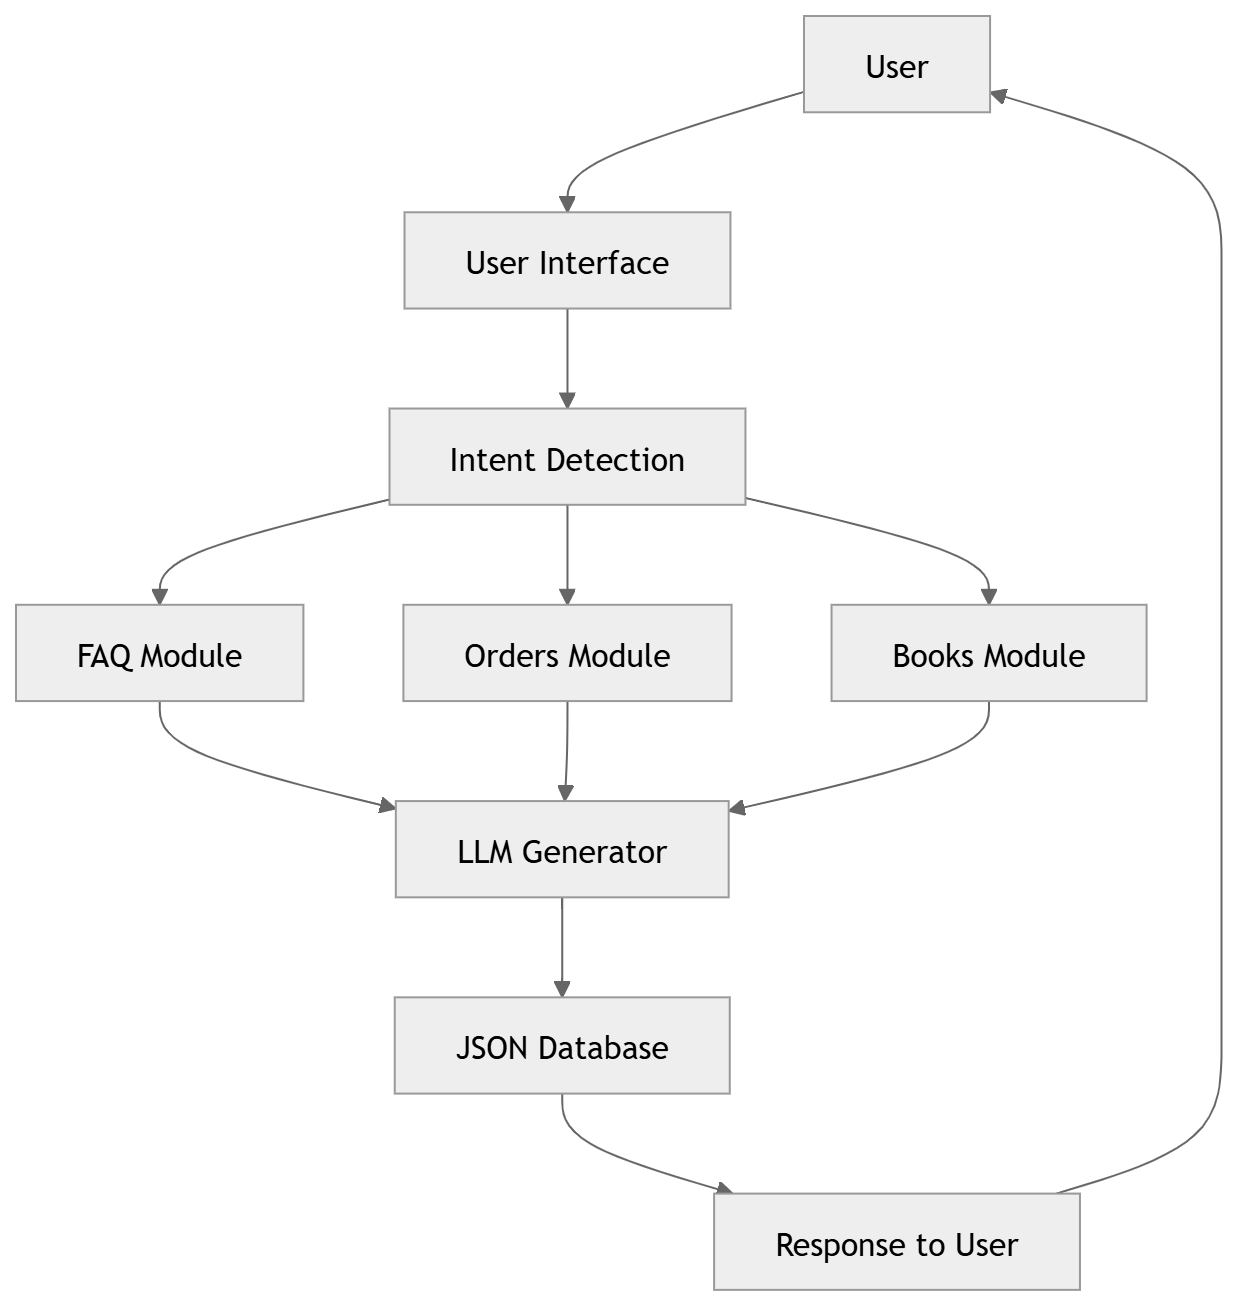 User
User Interface
Intent Detection
FAQ Module
Orders Module
Books Module
LLM Generator
JSON Database
Response to User